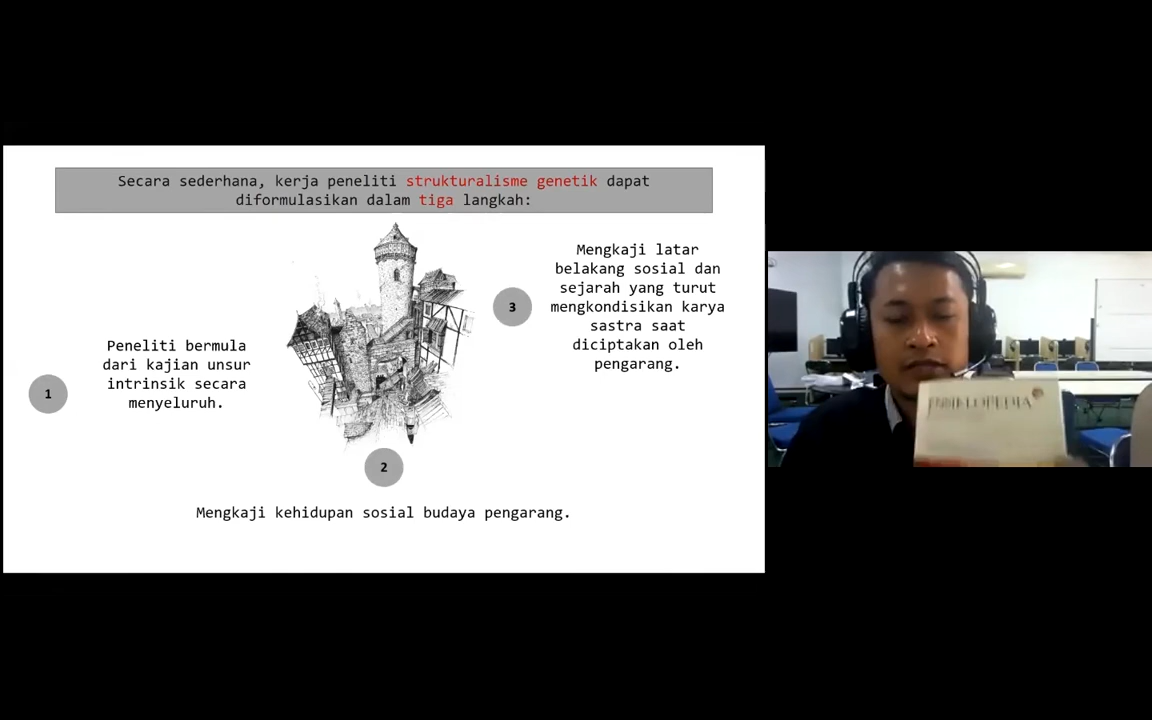 Secara sederhana, kerja peneliti strukturalisme genetik dapat
diformulasikan dalam tiga langkah:
1
Peneliti bermula
dari kajian unsur
intrinsik secara
menyeluruh.
2
Mengkaji kehidupan sosial budaya pengarang.
3
Mengkaji latar
belakang sosial dan
sejarah yang turut
mengkondisikan karya
sastra saat
diciptakan oleh
pengarang.
ENSIKLOPEDIA